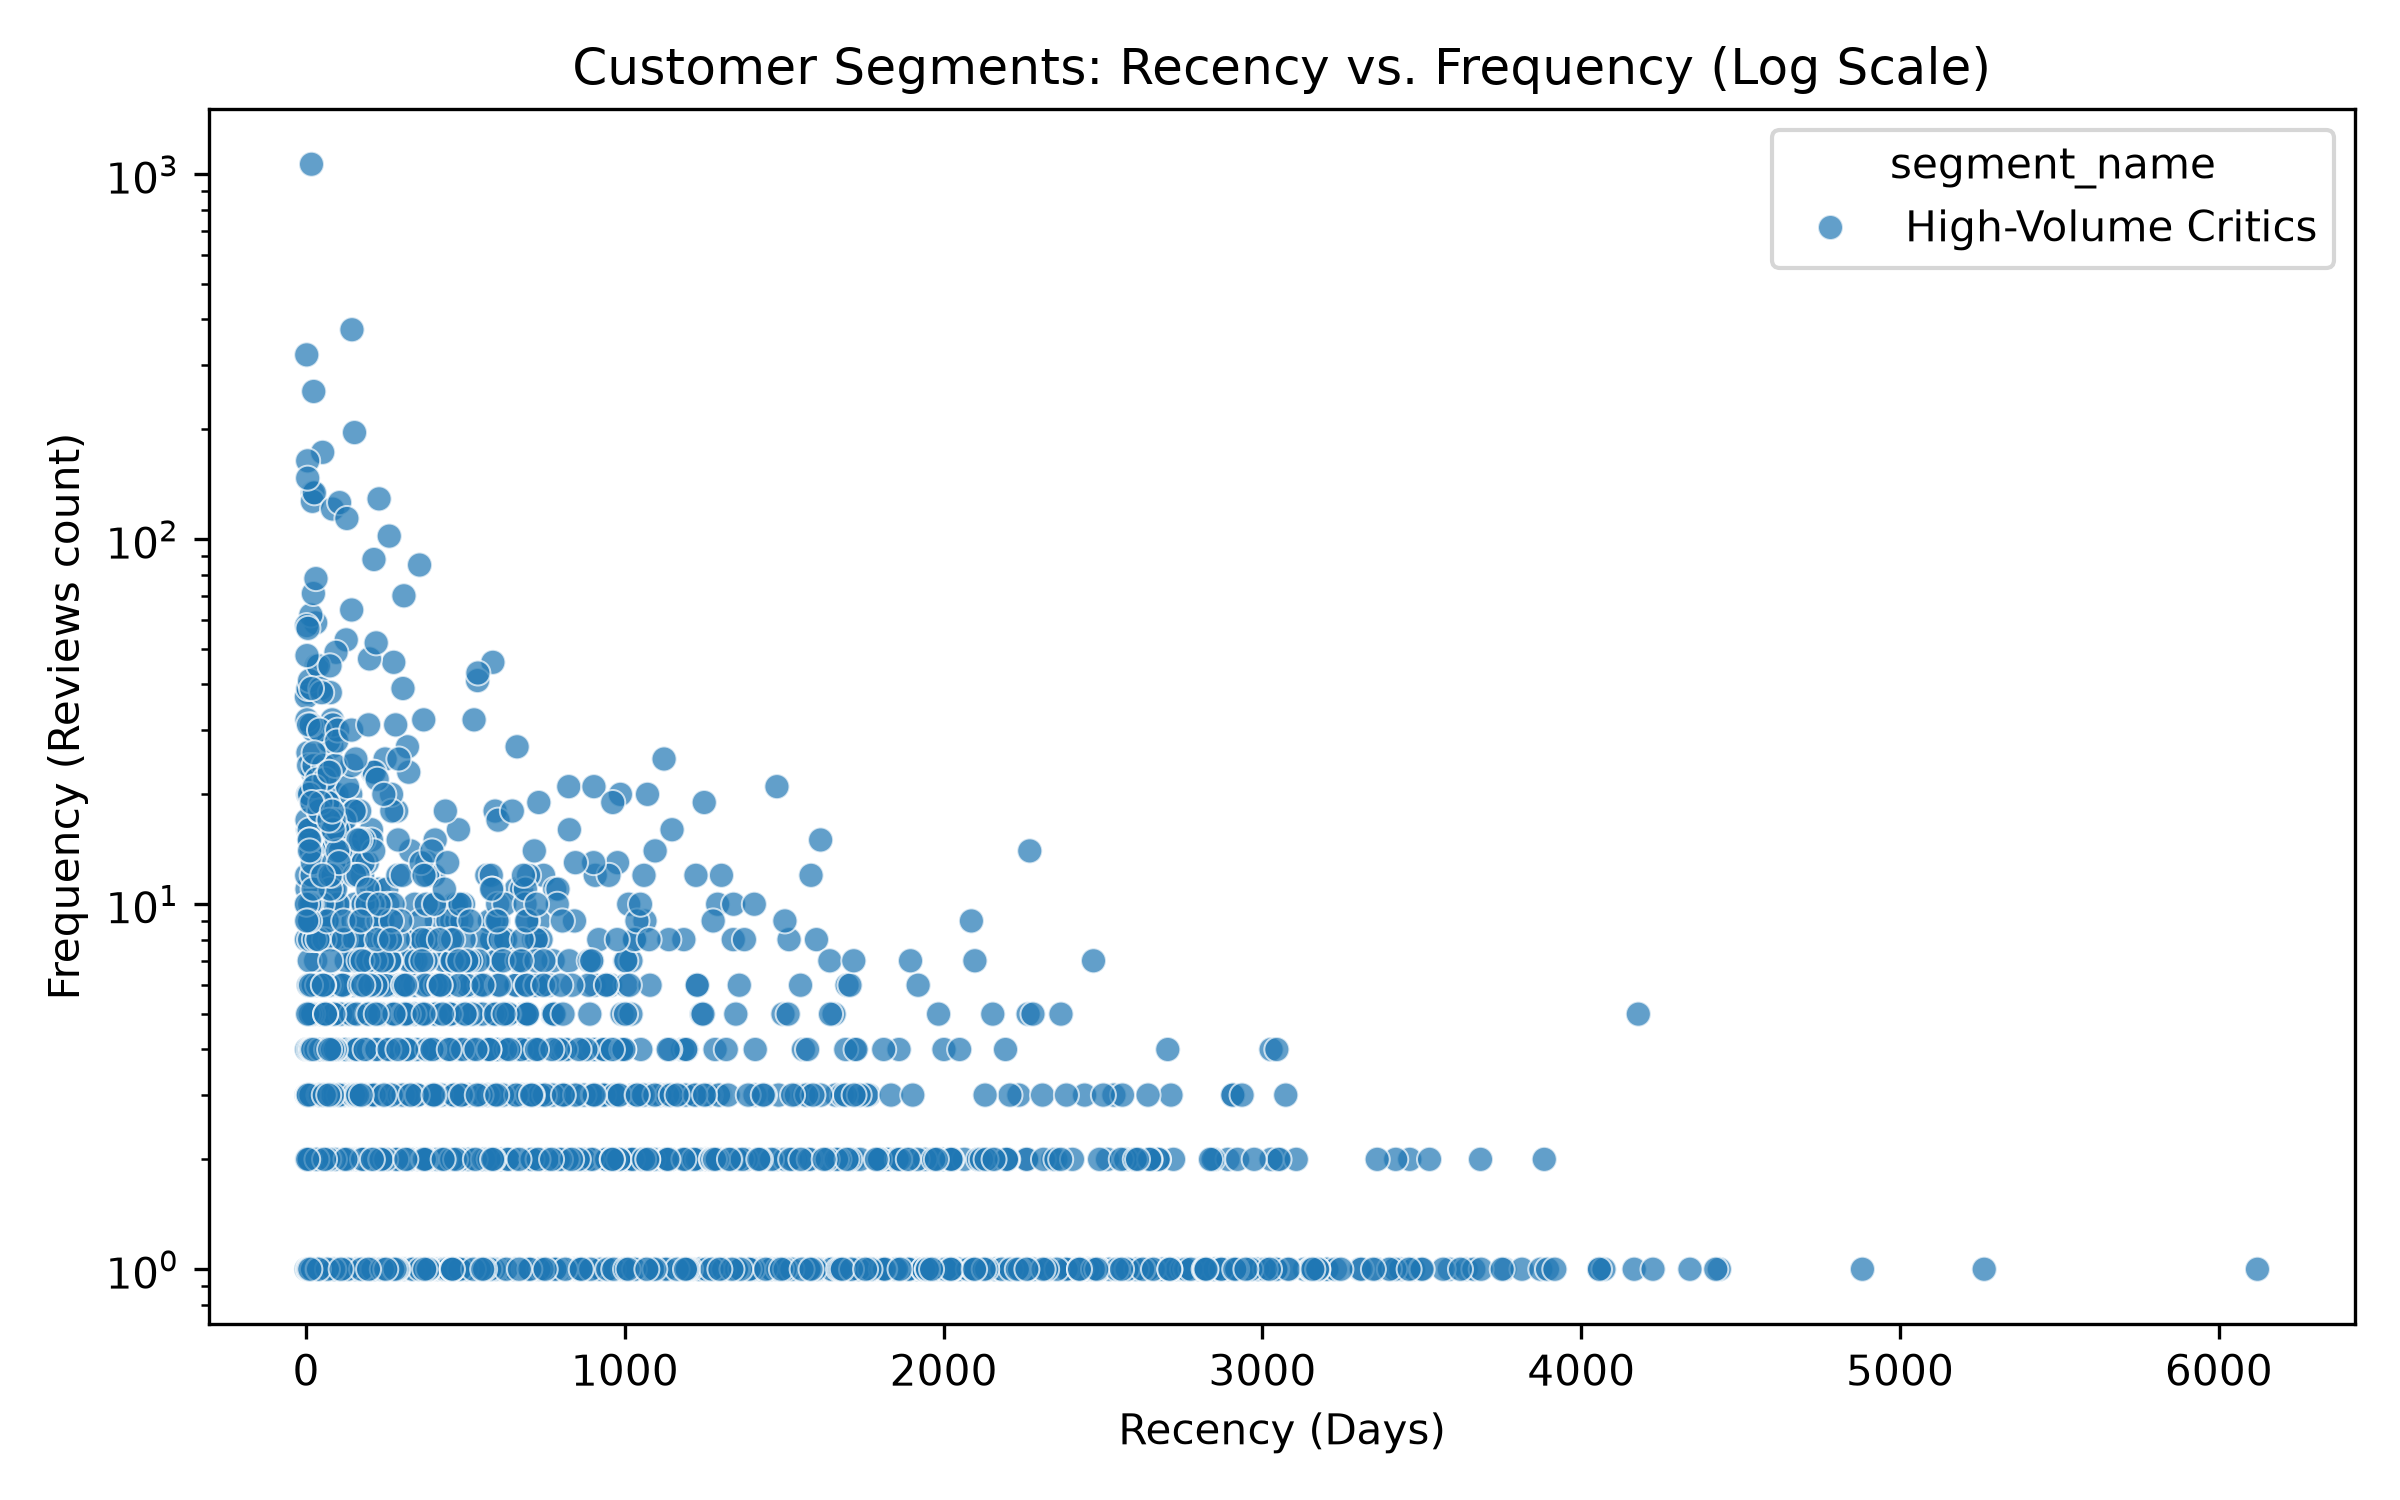 Customer Segments: Recency vs. Frequency (Log Scale)
segment_name
High-Volume Critics
Frequency (Reviews count)
10³
10²
10¹
10⁰
0 1000 2000 3000 4000 5000 6000
Recency (Days)